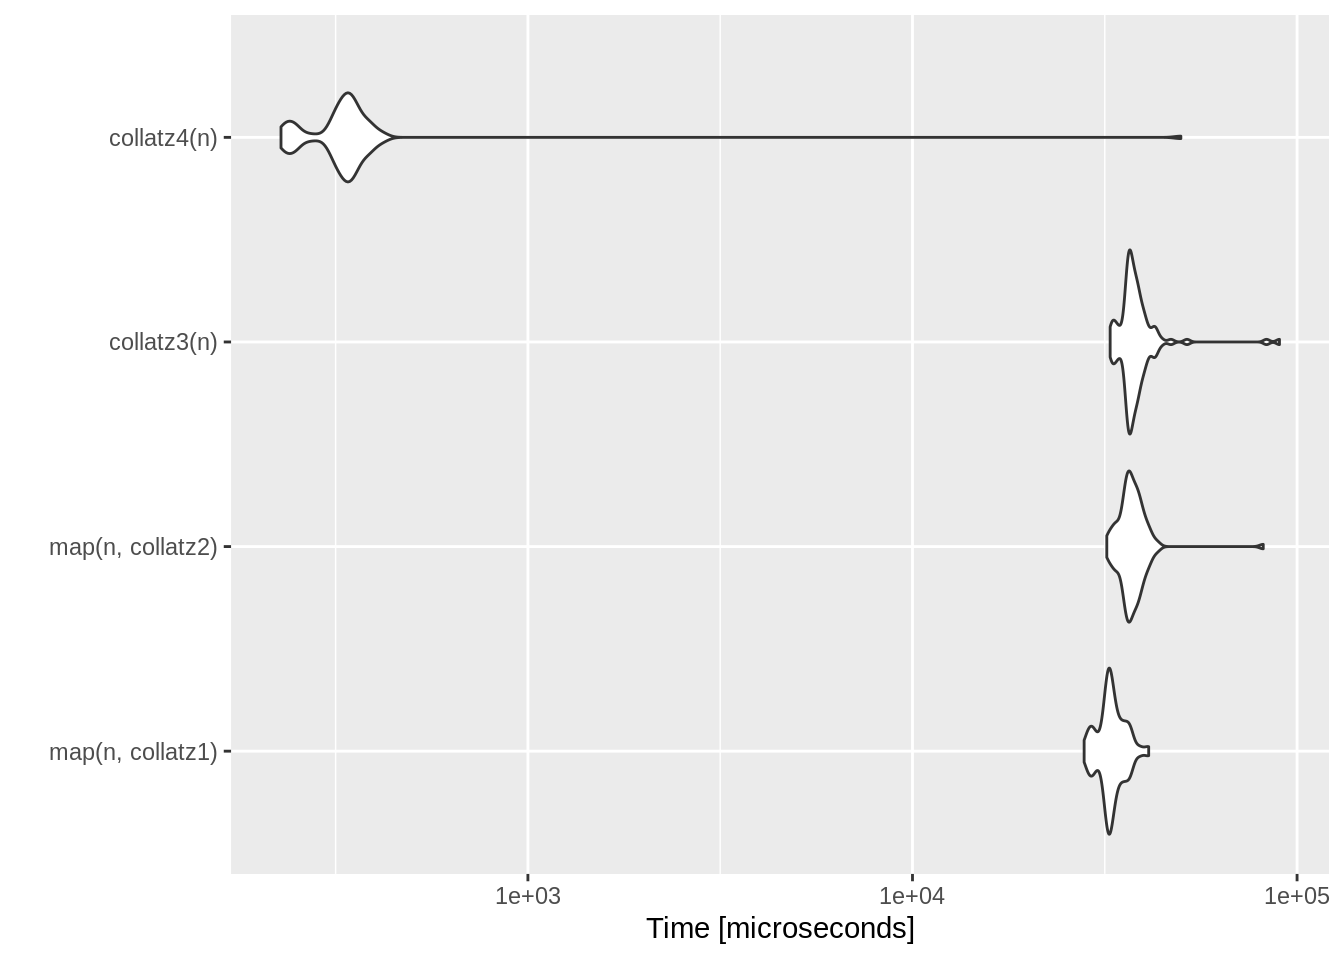 collatz4(n)
collatz3(n)
map(n, collatz2)
map(n, collatz1)
1e+03 1e+04 1e+05
Time [microseconds]